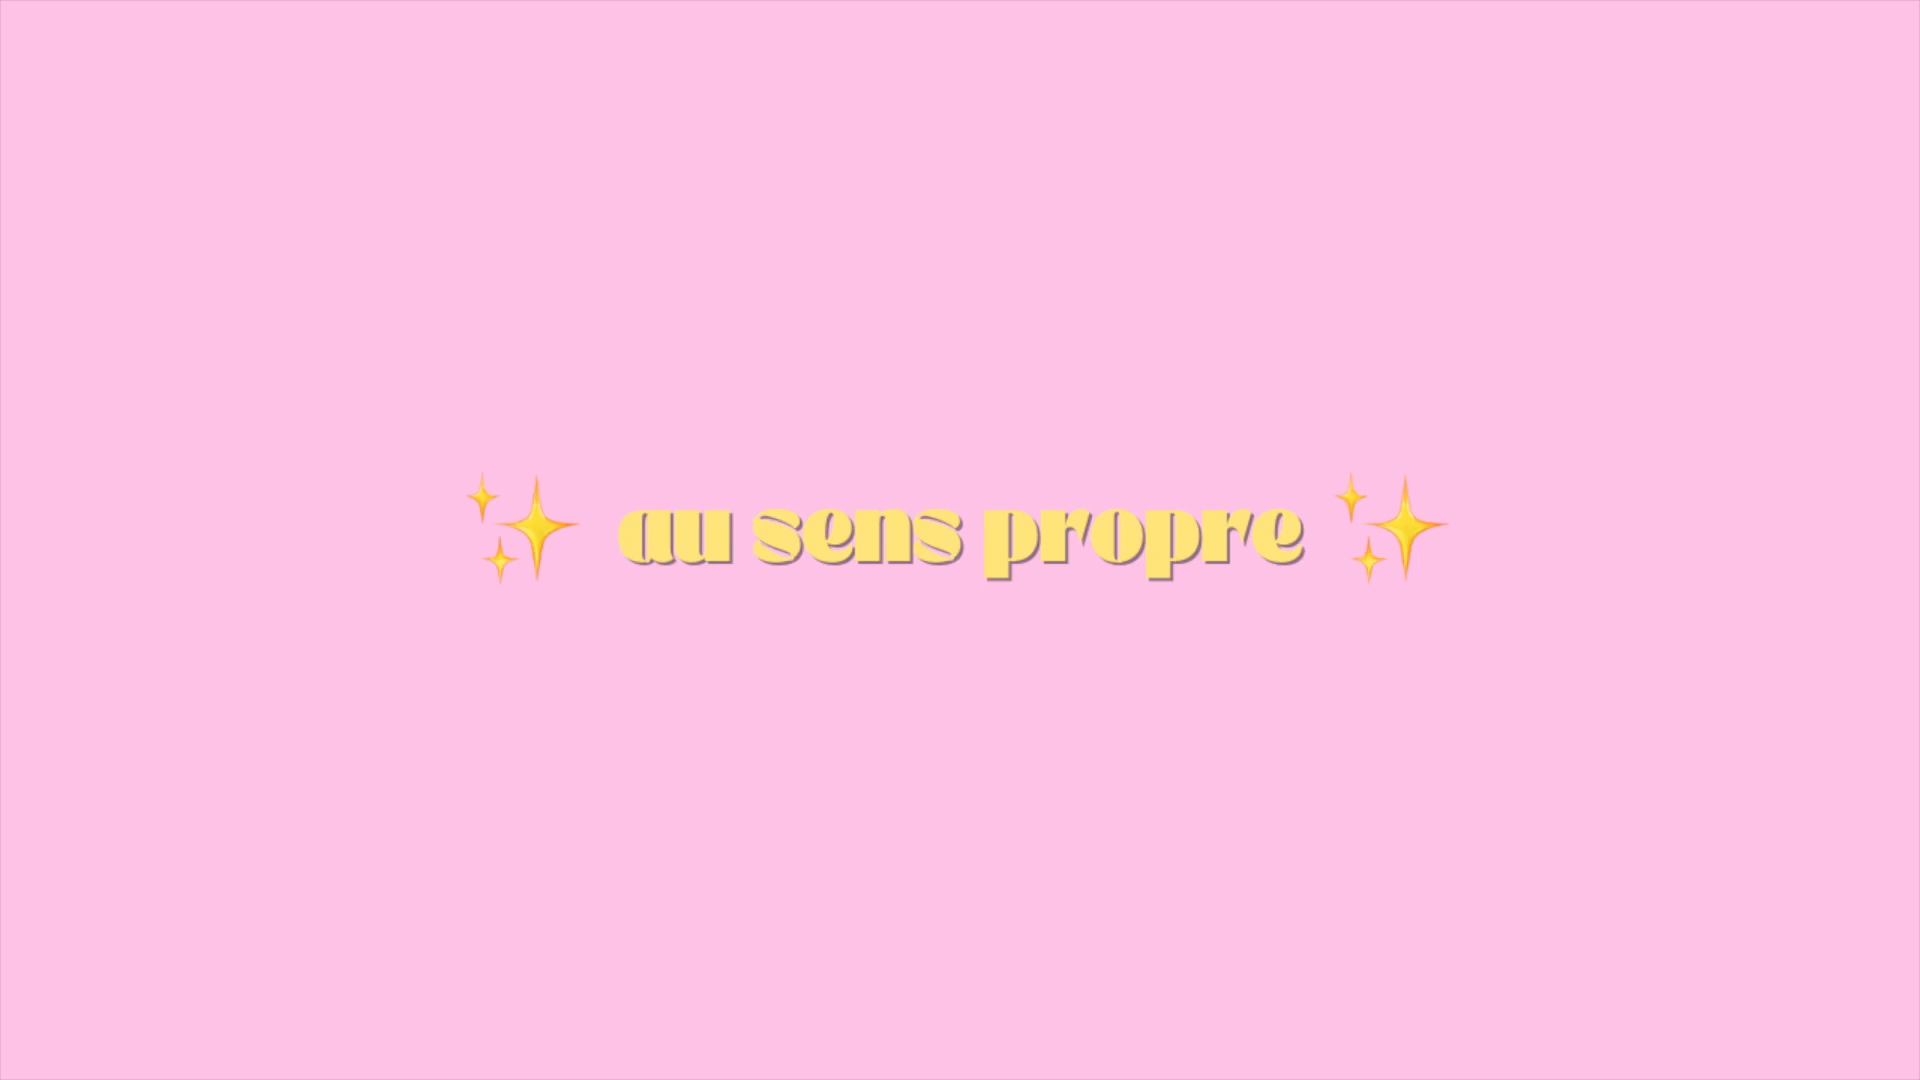 ✨ au sens propre ✨